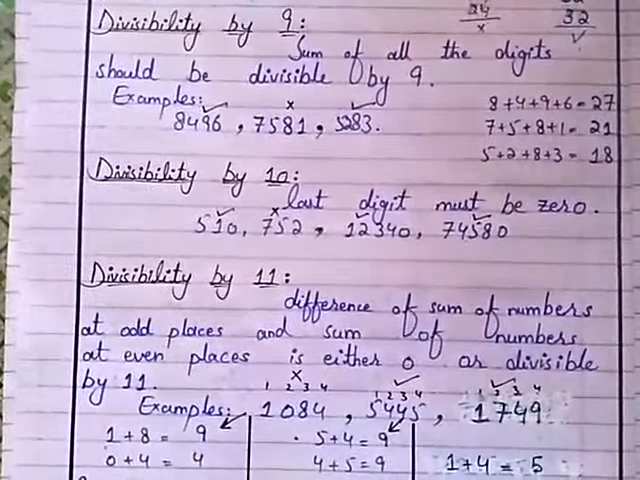 24
x
32
✓
Divisibility by 9:
Sum of all the digits
should be divisible by 9.
Examples:
8496 , 7581 , 5283.
8+4+9+6 = 27
7+5+8+1 = 21
5+2+8+3 = 18
Divisibility by 10:
last digit must be zero.
510, 752 , 12340, 74580
Divisibility by 11:
difference of sum of numbers
at odd places and sum of numbers
at even places is either 0 or divisible
by 11.
1 2 3 4 1 2 3 4 1 2 3 4
Examples: 1084 , 5445 , 1749
1+8 = 9 5+4 = 9
0+4 = 4 4+5 = 9 1+4 = 5